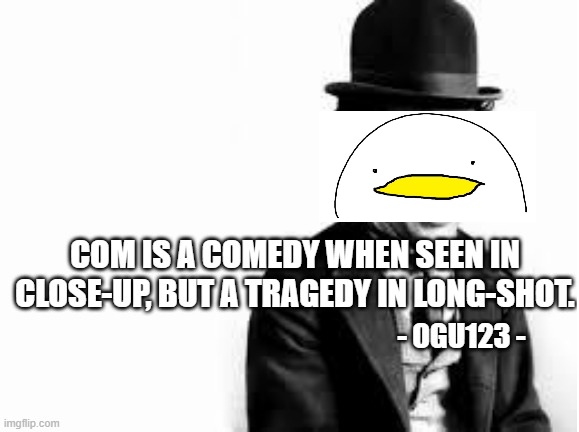 COM IS A COMEDY WHEN SEEN IN
CLOSE-UP, BUT A TRAGEDY IN LONG-SHOT.
- OGU123 -
imgflip.com